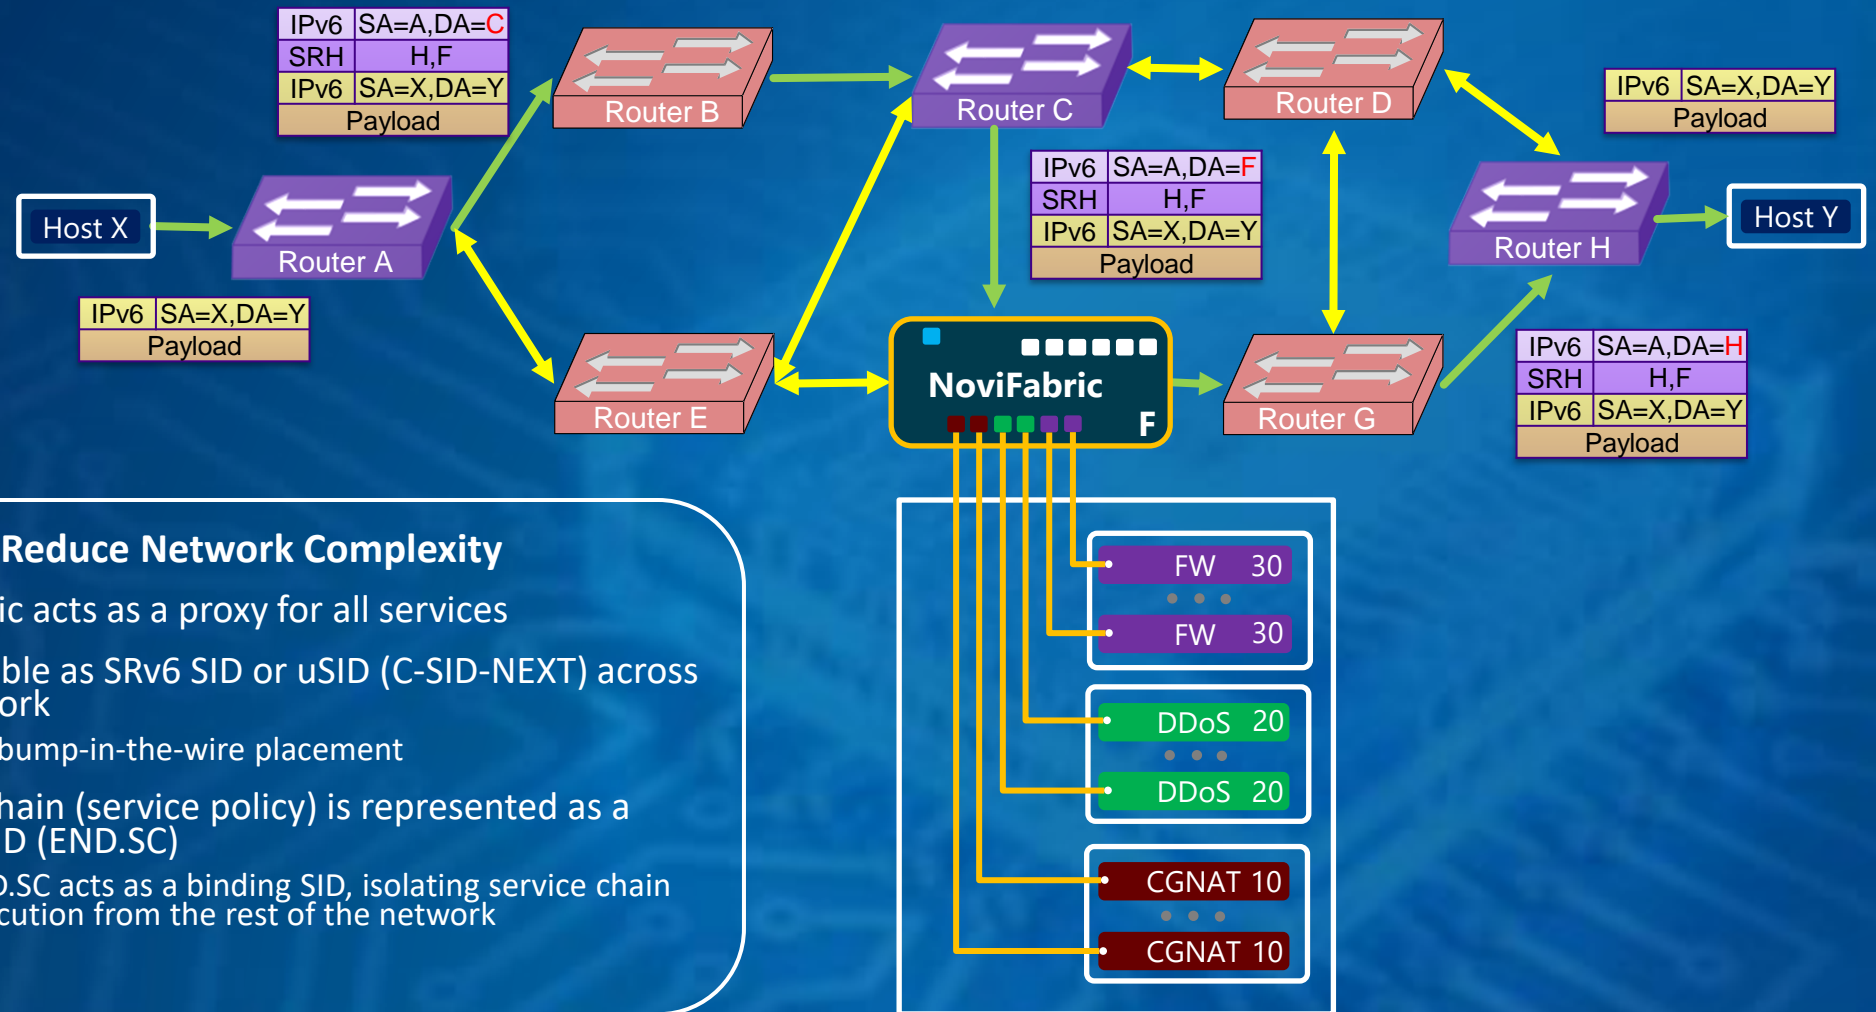 IPv6 SA=A,DA=C
SRH H,F
IPv6 SA=X,DA=Y
Payload
Router B
Router C
Router D
IPv6 SA=X,DA=Y
Payload
Host X
Router A
IPv6 SA=A,DA=F
SRH H,F
IPv6 SA=X,DA=Y
Payload
Router H
Host Y
IPv6 SA=X,DA=Y
Payload
Router E
NoviFabric
F
Router G
IPv6 SA=A,DA=H
SRH H,F
IPv6 SA=X,DA=Y
Payload
Reduce Network Complexity
ic acts as a proxy for all services
ble as SRv6 SID or uSID (C-SID-NEXT) across
ork
bump-in-the-wire placement
hain (service policy) is represented as a
D (END.SC)
D.SC acts as a binding SID, isolating service chain
cution from the rest of the network
FW 30
FW 30
DDoS 20
DDoS 20
CGNAT 10
CGNAT 10